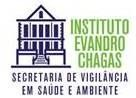 INSTITUTO
EVANDRO
CHAGAS
SECRETARIA DE VIGILÂNCIA
EM SAÚDE E AMBIENTE